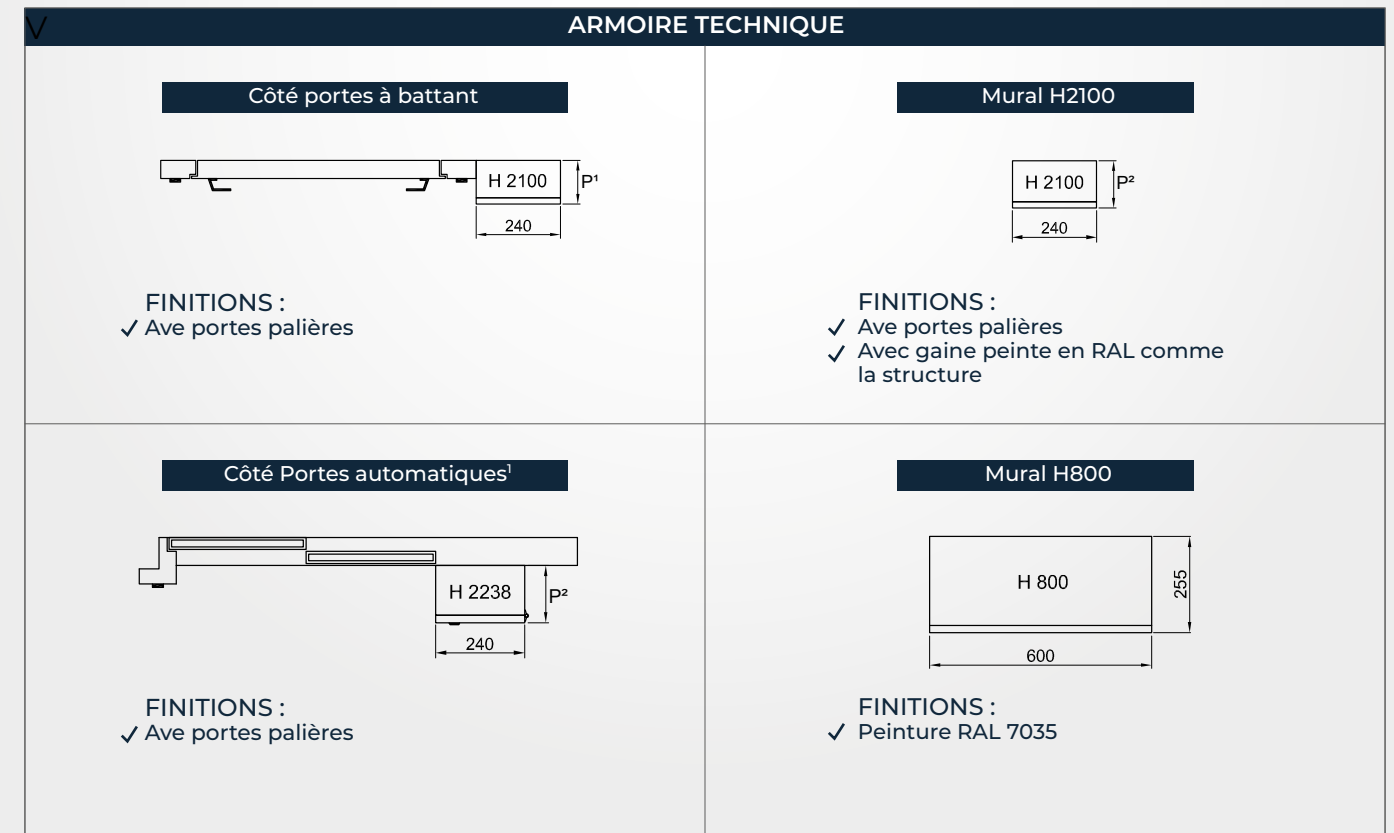 V
ARMOIRE TECHNIQUE
Côté portes à battant
H 2100
P¹
240
FINITIONS :
✓ Ave portes palières
Mural H2100
H 2100
P²
240
FINITIONS :
✓ Ave portes palières
✓ Avec gaine peinte en RAL comme
la structure
Côté Portes automatiques¹
H 2238
P²
240
FINITIONS :
✓ Ave portes palières
Mural H800
H 800
255
600
FINITIONS :
✓ Peinture RAL 7035